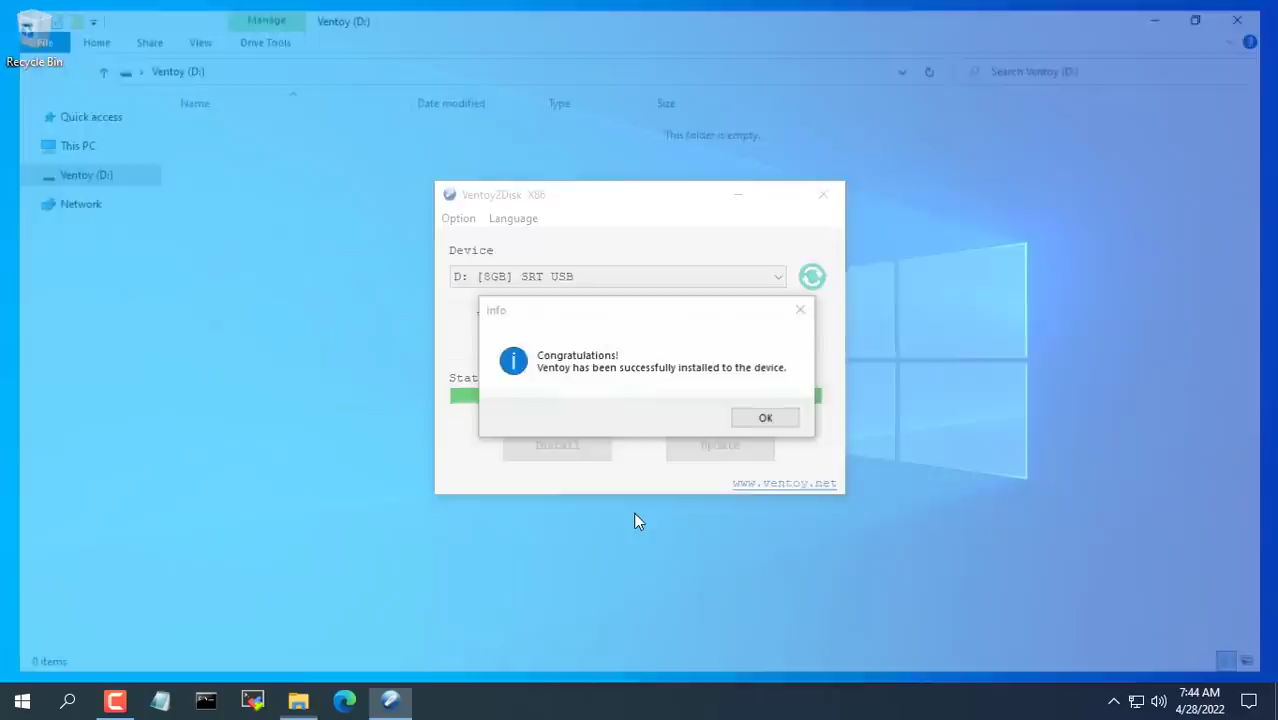 Manage
Ventoy (D:)
File
Home
Share
View
Drive Tools
Recycle Bin
Ventoy (D:)
Search Ventoy (D:)
Name
Date modified
Type
Size
This folder is empty.
Quick access
This PC
Ventoy (D:)
Network
Ventoy2Disk X86
Option
Language
Device
D: [8GB] SRT USB
Info
Congratulations!
Ventoy has been successfully installed to the device.
Stat
OK
Install
Update
www.ventoy.net
0 items
7:44 AM
4/28/2022